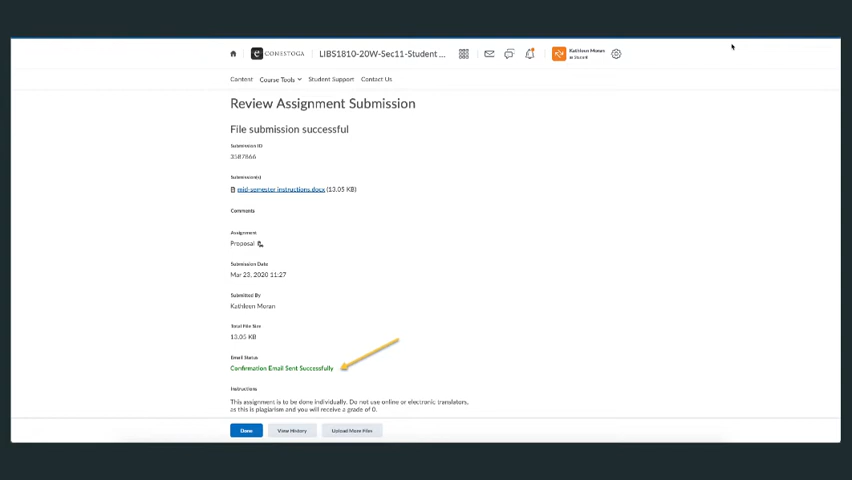 CONESTOGA
LIBS1810-20W-Sec11-Student ...
Kathleen Moran
as Student
Content
Course Tools
Student Support
Contact Us
Review Assignment Submission
File submission successful
Submission ID
3587866
Submission(s)
mid-semester instructions.docx (13.05 KB)
Comments
Assignment
Proposal
Submission Date
Mar 23, 2020 11:27
Submitted By
Kathleen Moran
Total File Size
13.05 KB
Email Status
Confirmation Email Sent Successfully
Instructions
This assignment is to be done individually. Do not use online or electronic translators,
as this is plagiarism and you will receive a grade of 0.
Done
View History
Upload More Files